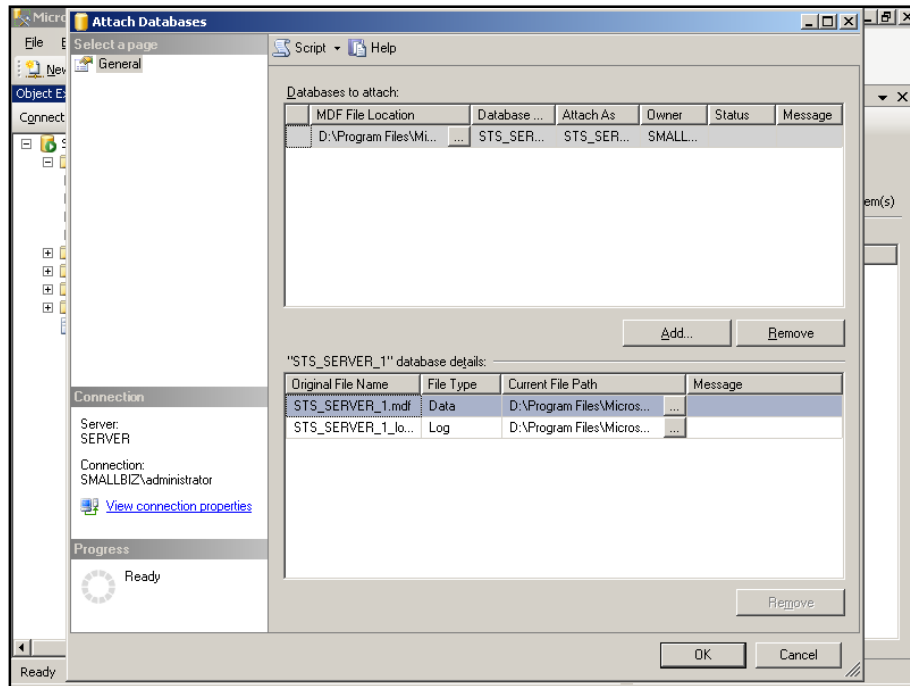 Micro
Attach Databases
File E
Select a page
Script Help
New
General
Object Ex
Databases to attach:
Connect
MDF File Location Database ... Attach As Owner Status Message
D:\Program Files\Mi... ... STS_SER... STS_SER... SMALL...
S
em(s)
Add... Remove
"STS_SERVER_1" database details:
Original File Name File Type Current File Path Message
Connection
STS_SERVER_1.mdf Data D:\Program Files\Micros... ...
Server:
SERVER
STS_SERVER_1_lo... Log D:\Program Files\Micros... ...
Connection:
SMALLBIZ\administrator
View connection properties
Progress
Ready
Remove
OK Cancel
Ready